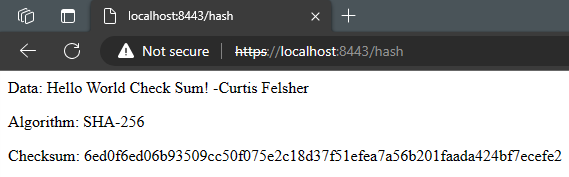 localhost:8443/hash
Not secure https://localhost:8443/hash
Data: Hello World Check Sum! -Curtis Felsher
Algorithm: SHA-256
Checksum: 6ed0f6ed06b93509cc50f075e2c18d37f51efea7a56b201faada424bf7ecefe2